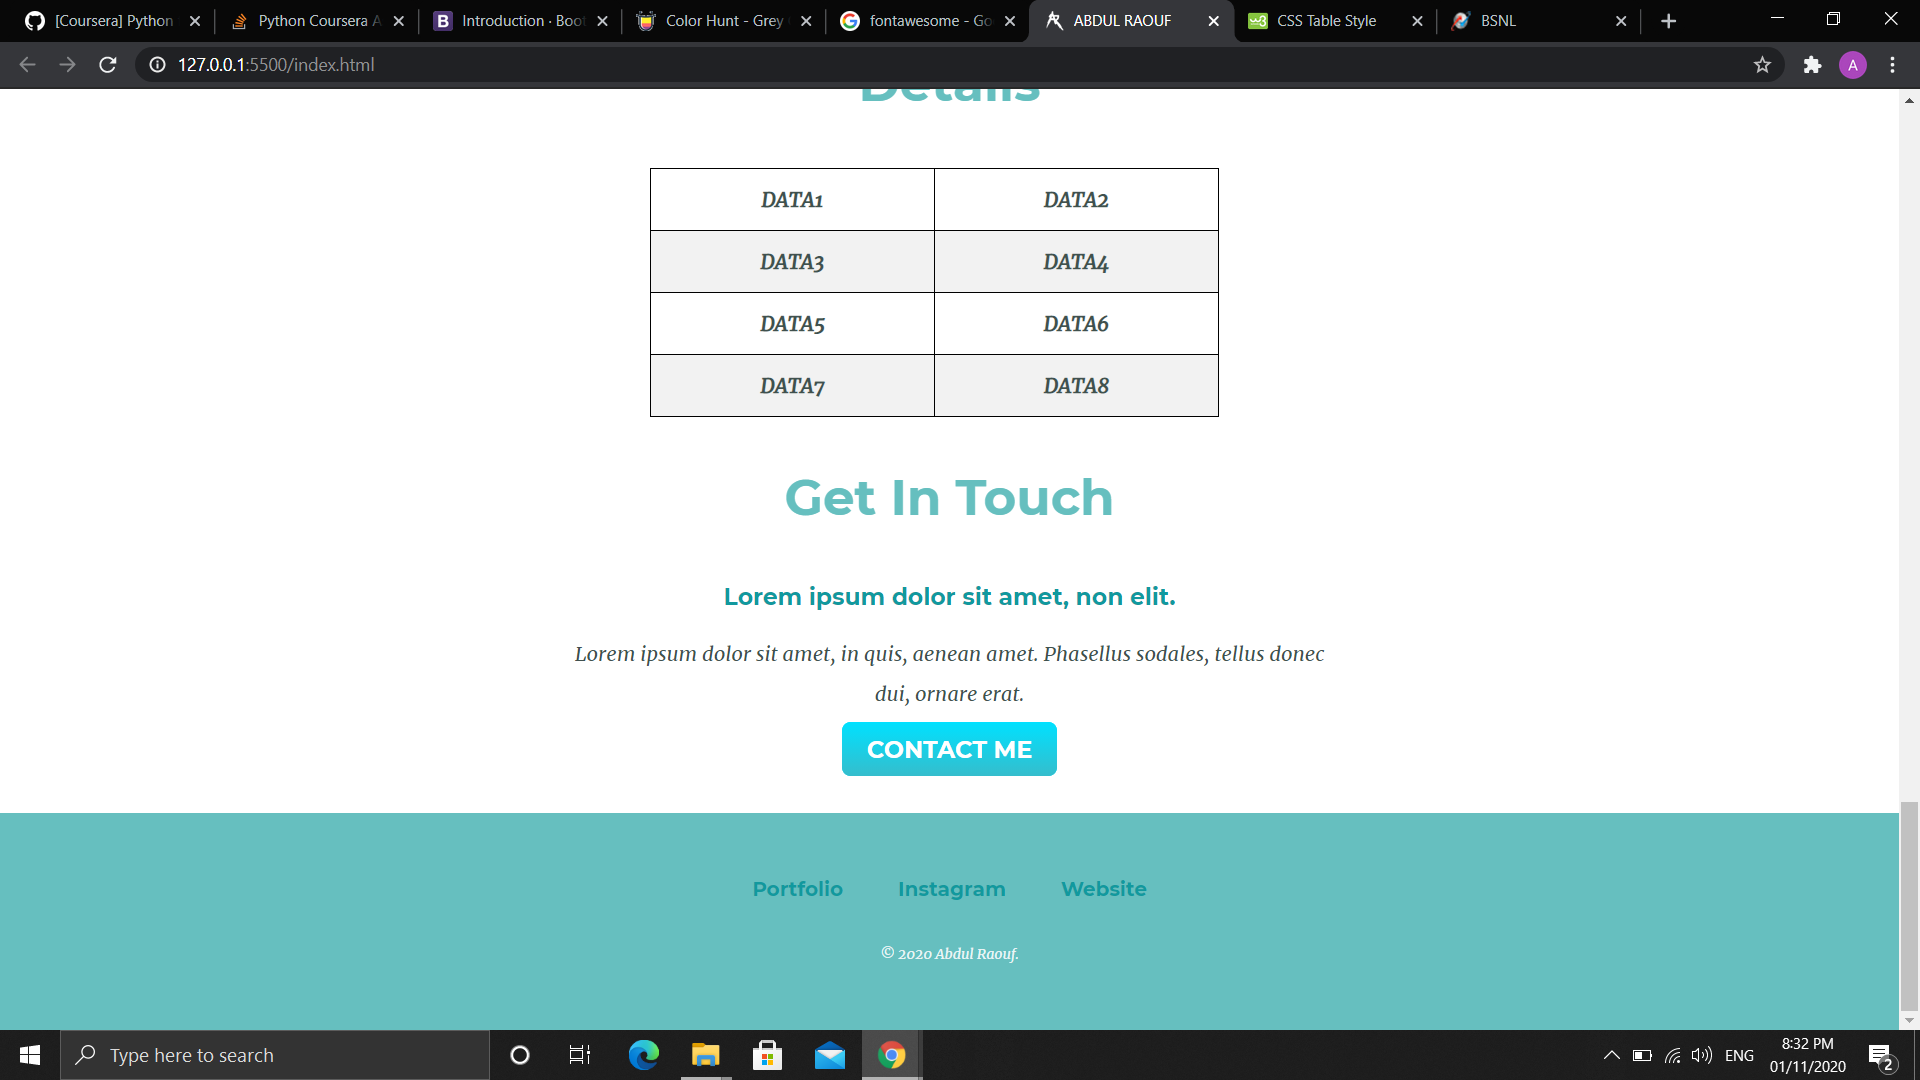 [Coursera] Python
Python Coursera A
Introduction · Boot
Color Hunt - Grey
fontawesome - Go
ABDUL RAOUF
CSS Table Style
BSNL
127.0.0.1:5500/index.html
A
Details
DATA1 DATA2
DATA3 DATA4
DATA5 DATA6
DATA7 DATA8
Get In Touch
Lorem ipsum dolor sit amet, non elit.
Lorem ipsum dolor sit amet, in quis, aenean amet. Phasellus sodales, tellus donec
dui, ornare erat.
CONTACT ME
Portfolio Instagram Website
© 2020 Abdul Raouf.
Type here to search
ENG
8:32 PM
01/11/2020
2